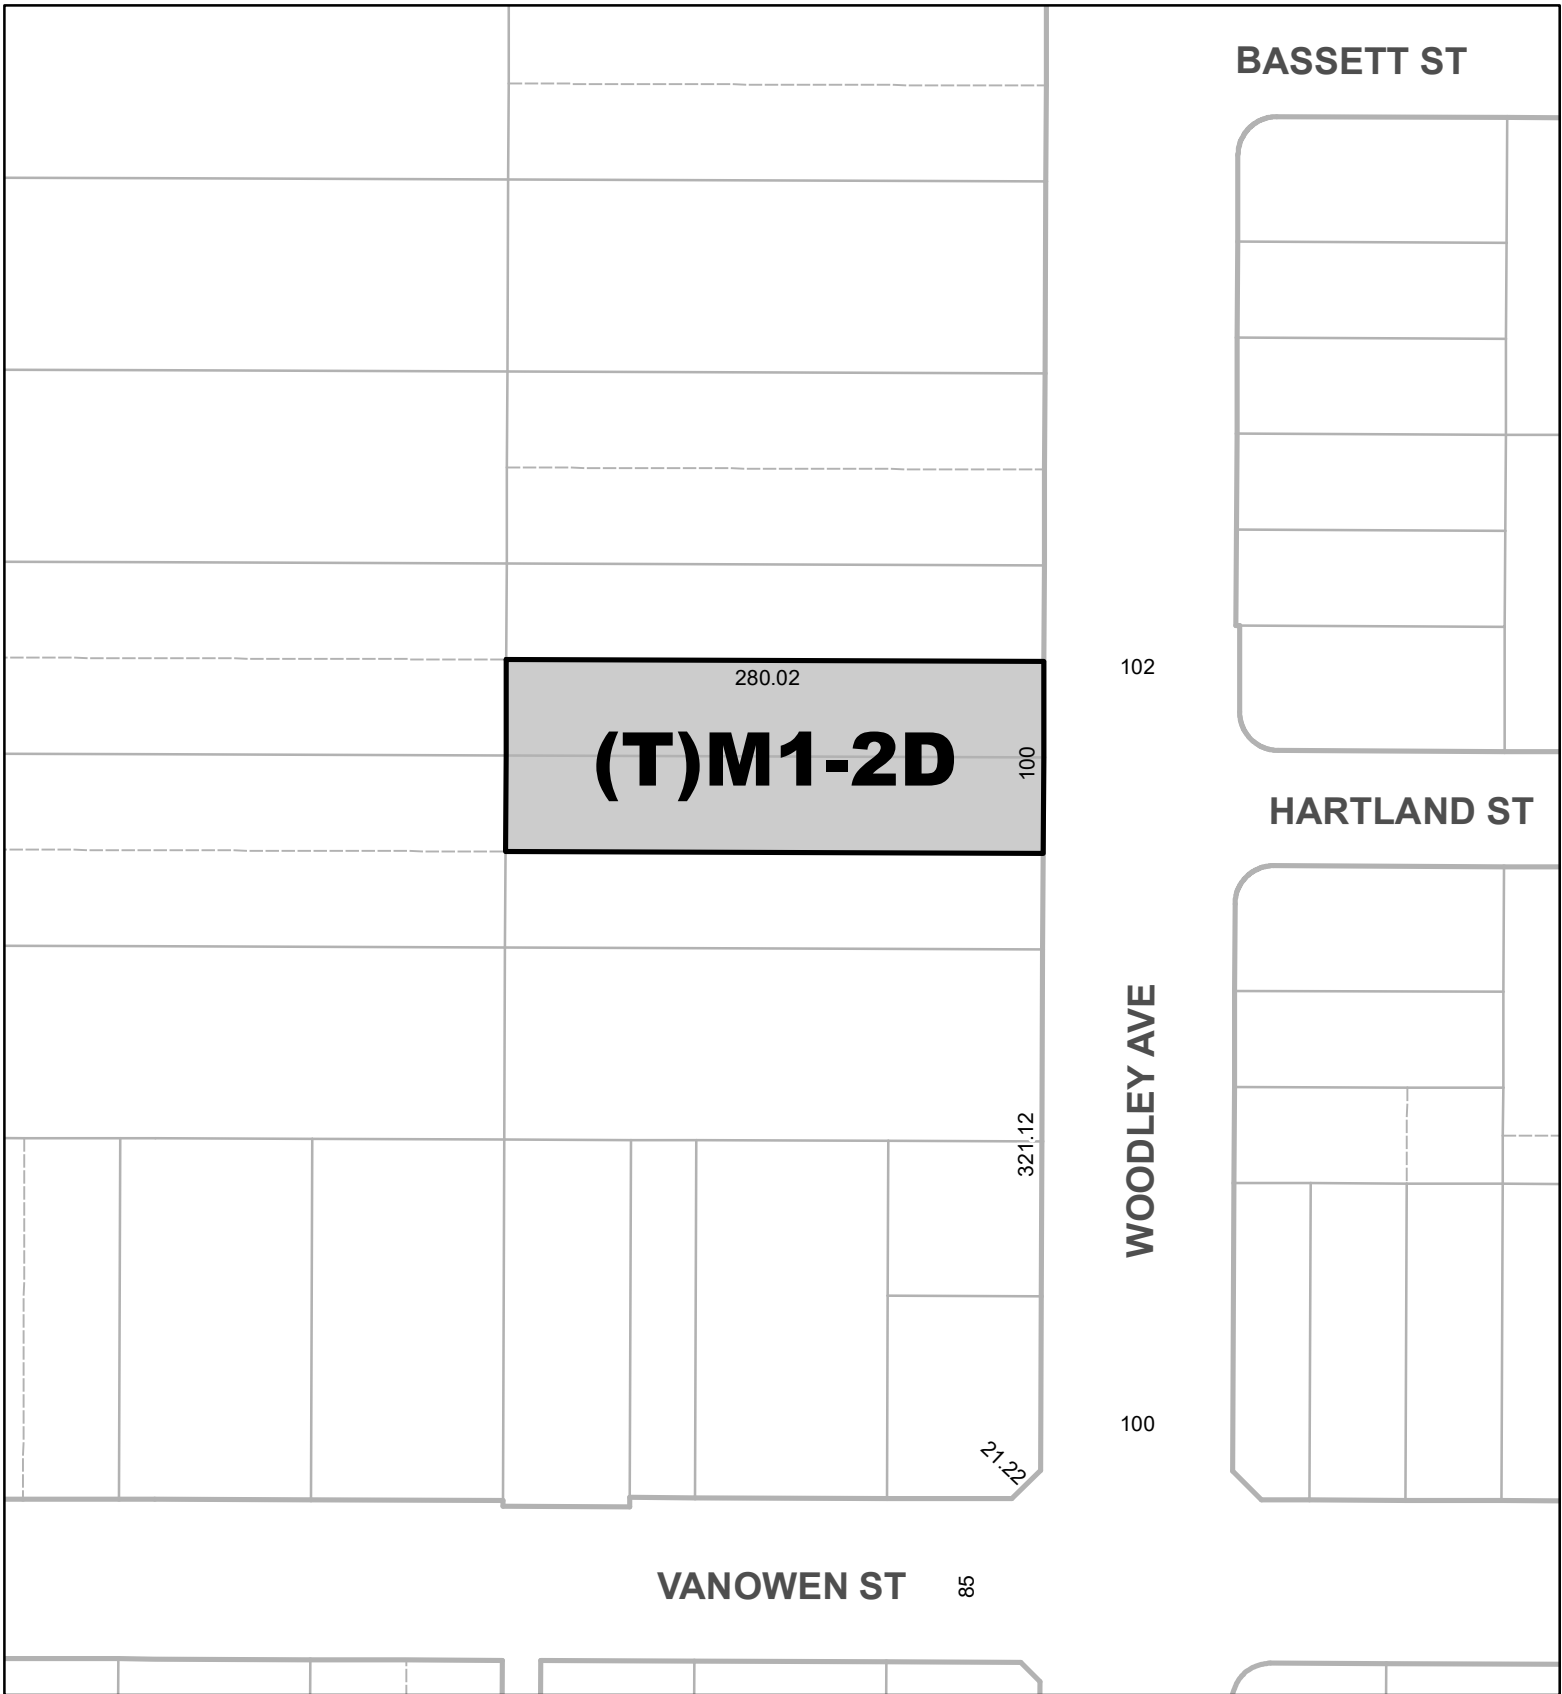 BASSETT ST
102
280.02
(T)M1-2D
100
HARTLAND ST
WOODLEY AVE
321.12
100
21.22
VANOWEN ST
85